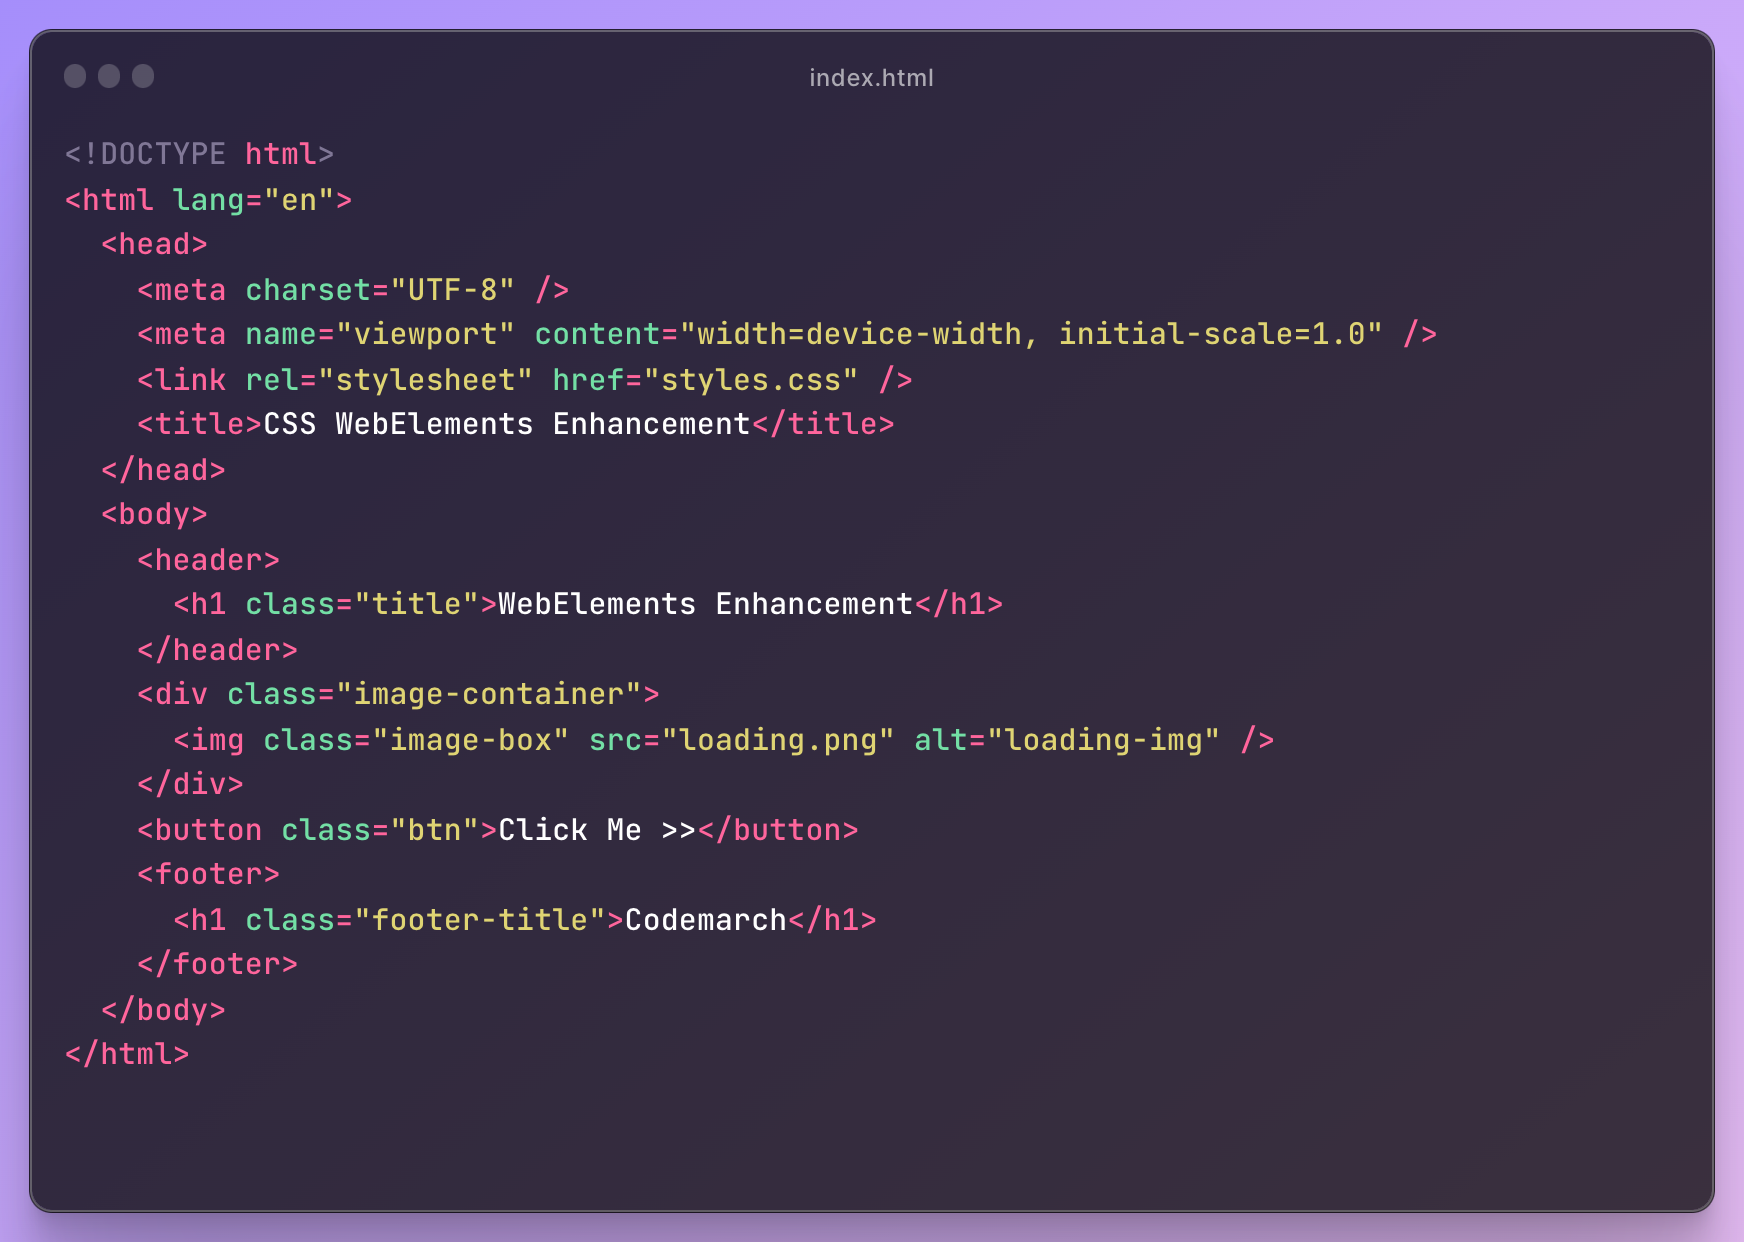 index.html
<!DOCTYPE html>
<html lang="en">
  <head>
    <meta charset="UTF-8" />
    <meta name="viewport" content="width=device-width, initial-scale=1.0" />
    <link rel="stylesheet" href="styles.css" />
    <title>CSS WebElements Enhancement</title>
  </head>
  <body>
    <header>
      <h1 class="title">WebElements Enhancement</h1>
    </header>
    <div class="image-container">
      <img class="image-box" src="loading.png" alt="loading-img" />
    </div>
    <button class="btn">Click Me >></button>
    <footer>
      <h1 class="footer-title">Codemarch</h1>
    </footer>
  </body>
</html>